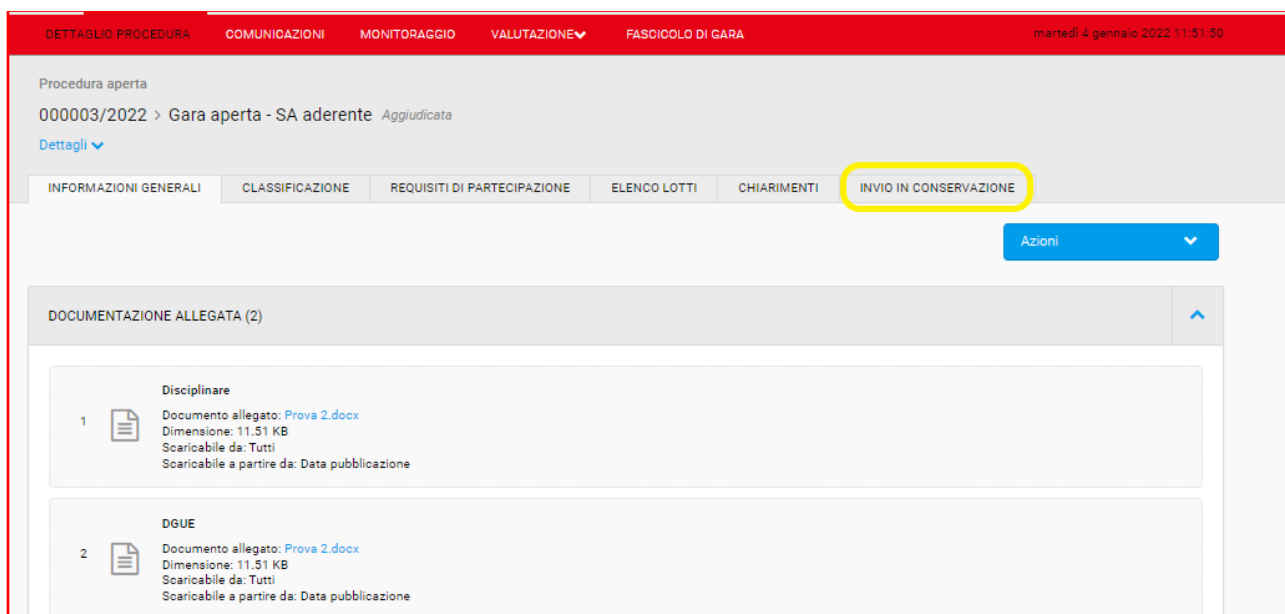 DETTAGLIO PROCEDURA COMUNICAZIONI MONITORAGGIO VALUTAZIONE FASCICOLO DI GARA martedì 4 gennaio 2022 11:51:50
Procedura aperta
000003/2022 > Gara aperta - SA aderente Aggiudicata
Dettagli
INFORMAZIONI GENERALI CLASSIFICAZIONE REQUISITI DI PARTECIPAZIONE ELENCO LOTTI CHIARIMENTI INVIO IN CONSERVAZIONE
Azioni
DOCUMENTAZIONE ALLEGATA (2)
Disciplinare
1
Documento allegato: Prova 2.docx
Dimensione: 11.51 KB
Scaricabile da: Tutti
Scaricabile a partire da: Data pubblicazione
DGUE
2
Documento allegato: Prova 2.docx
Dimensione: 11.51 KB
Scaricabile da: Tutti
Scaricabile a partire da: Data pubblicazione